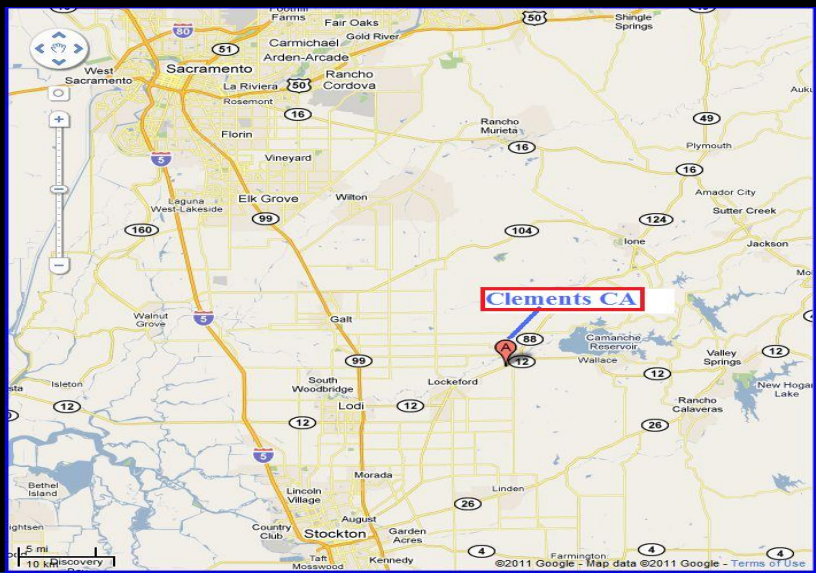 Foothill
Farms
Fair Oaks
50
Shingle
Springs
80
51
Carmichael
Gold River
West
Sacramento
Sacramento
Arden-Arcade
Rancho
Cordova
La Riviera
50
Rosemont
16
49
Rancho
Murieta
Florin
16
Plymouth
5
Vineyard
16
Laguna
West-Lakeside
Elk Grove
Wilton
Amador City
Sutter Creek
99
124
160
104
Ione
Jackson
Clements CA
Walnut
Grove
5
Galt
88
Camanche
Reservoir
A
99
12
Wallace
Valley
Springs
12
12
Isleton
South
Woodbridge
Lockeford
New Hogan
Lake
12
Lodi
12
Rancho
Calaveras
12
26
5
Morada
Bethel
Island
Lincoln
Village
Linden
26
August
Country
Club
Stockton
Garden
Acres
5 mi
10 km
Discovery
Taft
Mosswood
Kennedy
4
Farmington
4
4
©2011 Google - Map data ©2011 Google - Terms of Use